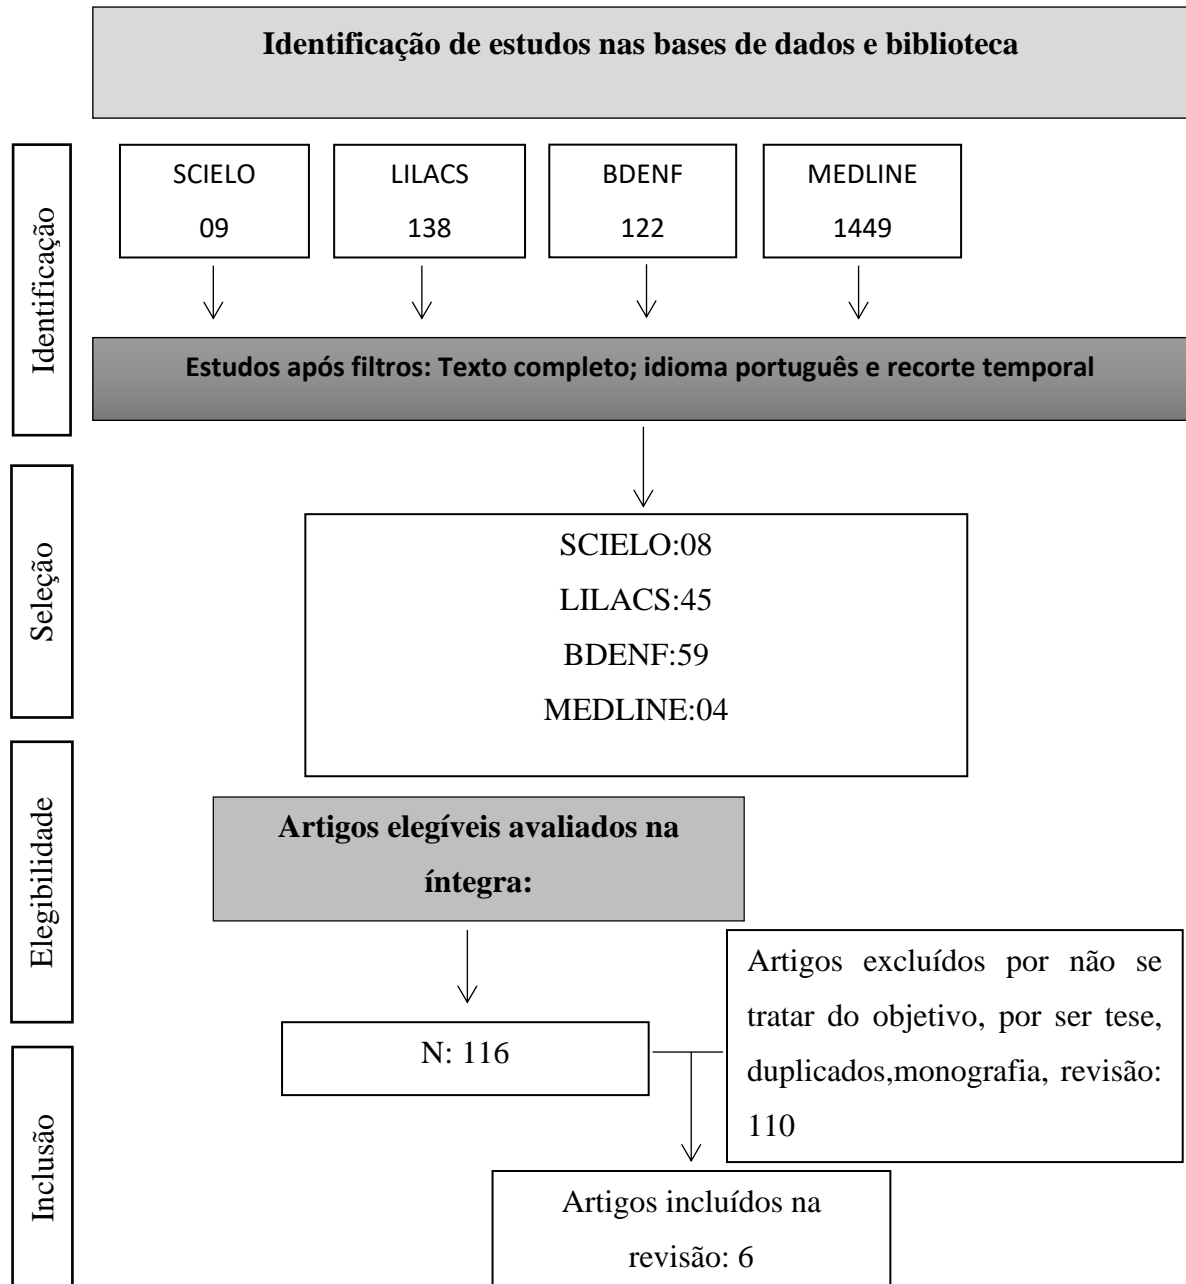 Identificação de estudos nas bases de dados e biblioteca
Identificação
SCIELO
09
LILACS
138
BDENF
122
MEDLINE
1449
Estudos após filtros: Texto completo; idioma português e recorte temporal
Seleção
SCIELO:08
LILACS:45
BDENF:59
MEDLINE:04
Elegibilidade
Artigos elegíveis avaliados na
íntegra:
N: 116
Artigos excluídos por não se
tratar do objetivo, por ser tese,
duplicados,monografia, revisão:
110
Inclusão
Artigos incluídos na
revisão: 6